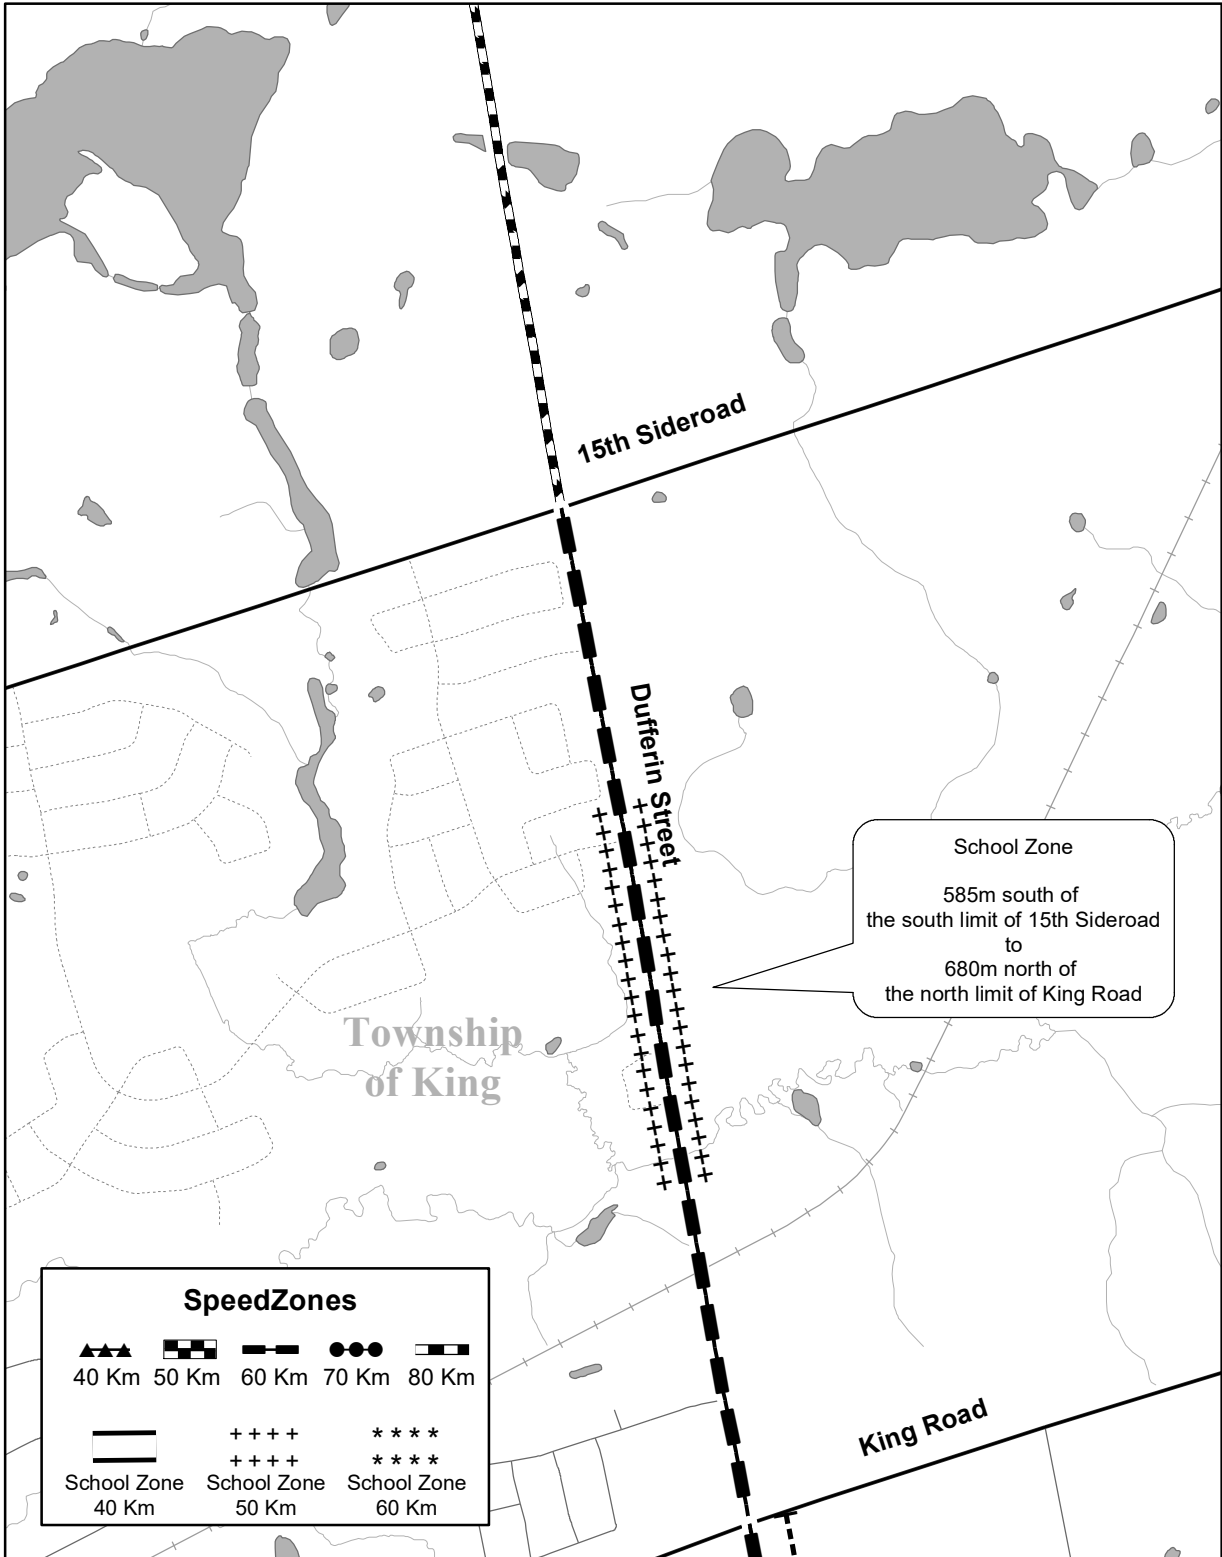 15th Sideroad
Dufferin Street
School Zone
585m south of
the south limit of 15th Sideroad
to
680m north of
the north limit of King Road
Township
of King
King Road
SpeedZones
40 Km 50 Km 60 Km 70 Km 80 Km
School Zone School Zone School Zone
40 Km 50 Km 60 Km